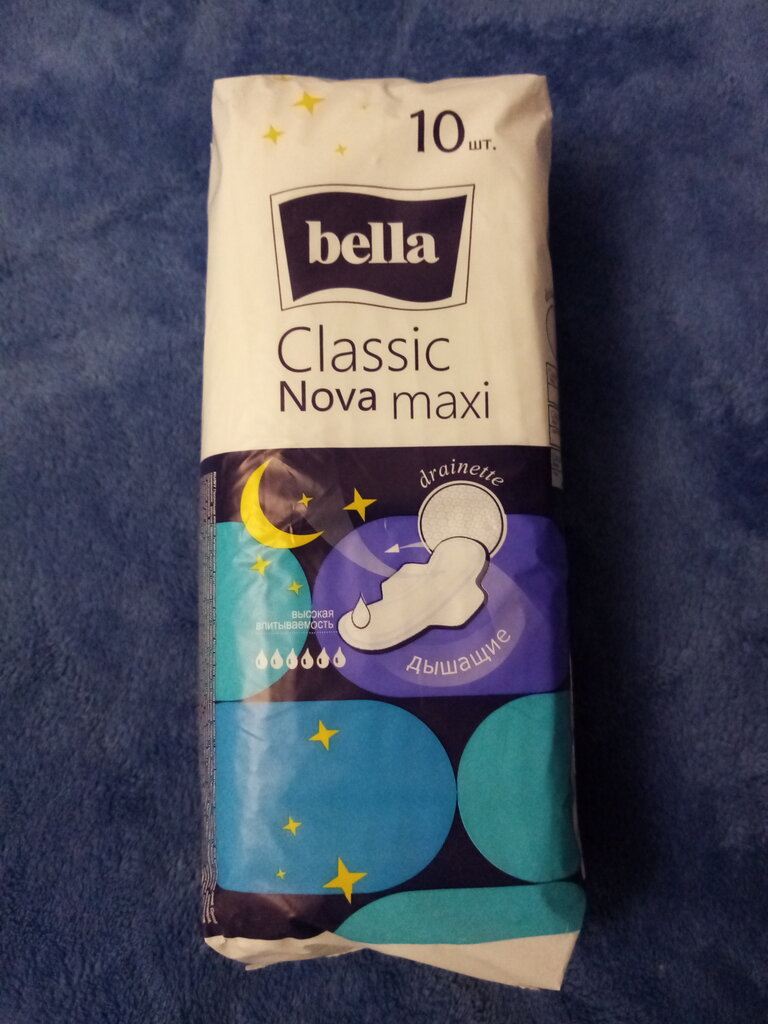 10 шт.
bella
Classic
Nova maxi
drainette
высокая
впитываемость
дышащие